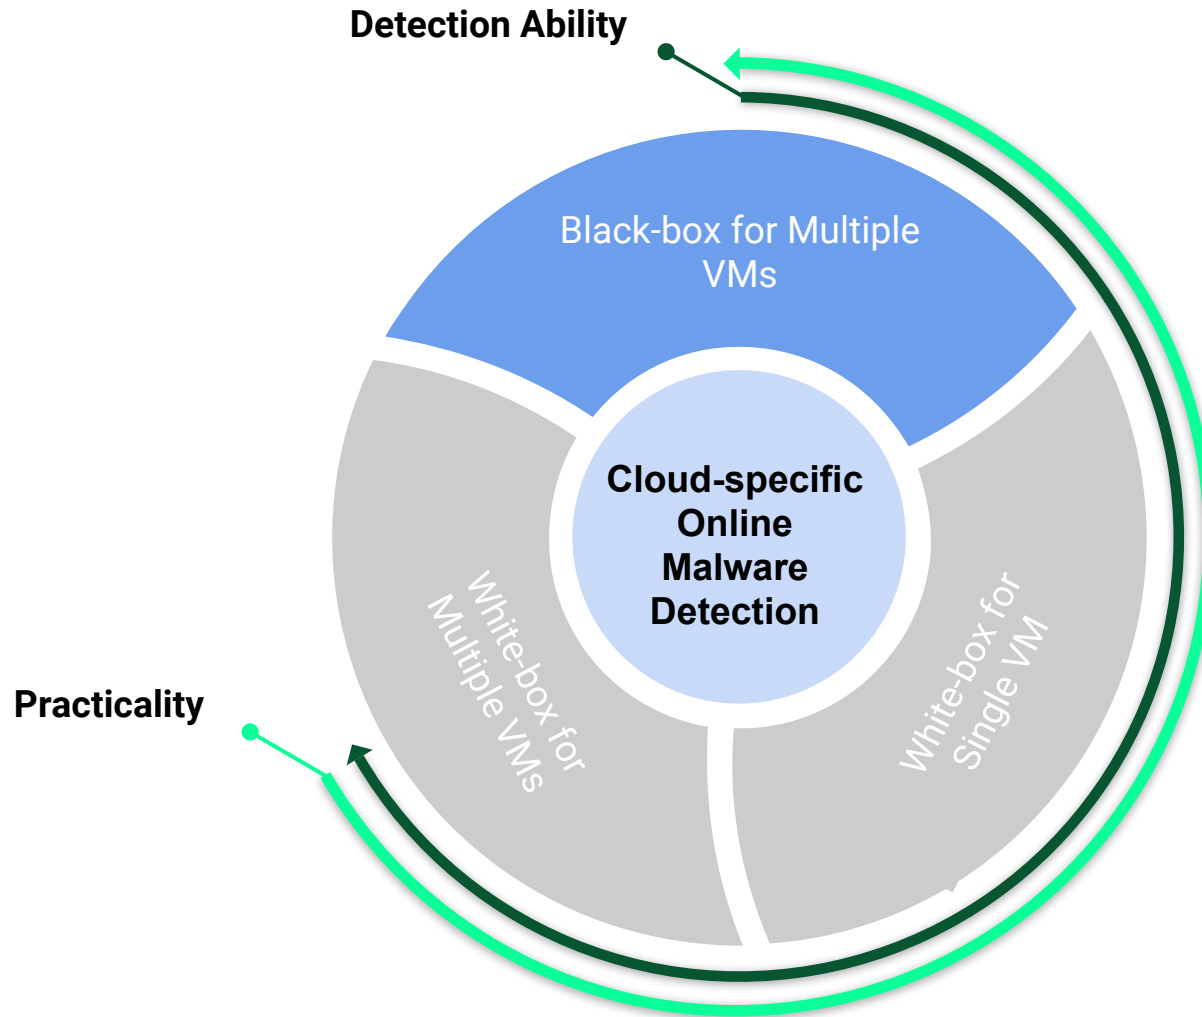 Detection Ability
Black-box for Multiple
VMs
Cloud-specific
Online
Malware
Detection
White-box for
Multiple VMs
White-box for
Single VM
Practicality